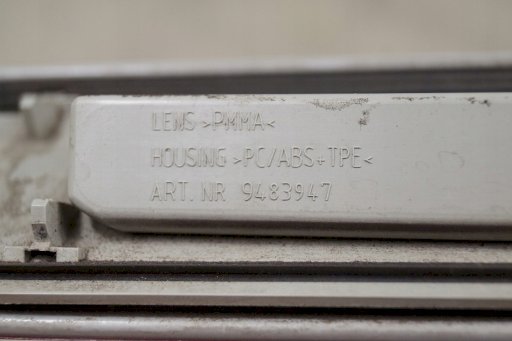 LENS >PMMA<
HOUSING >PC/ABS+TPE<
ART. NR 9483947